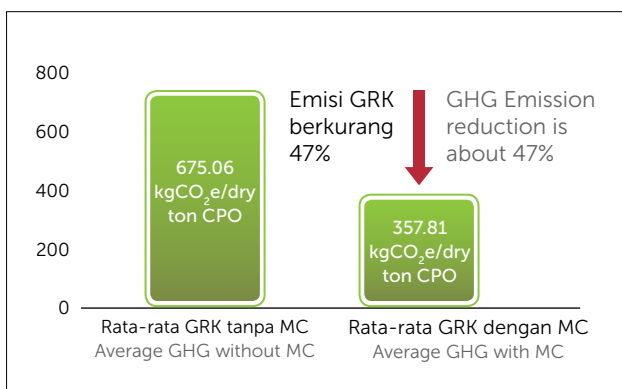 800
600
400
200
0
675.06
kgCO₂e/dry
ton CPO
Emisi GRK
berkurang
47%
GHG Emission
reduction is
about 47%
357.81
kgCO₂e/dry
ton CPO
Rata-rata GRK tanpa MC
Average GHG without MC
Rata-rata GRK dengan MC
Average GHG with MC